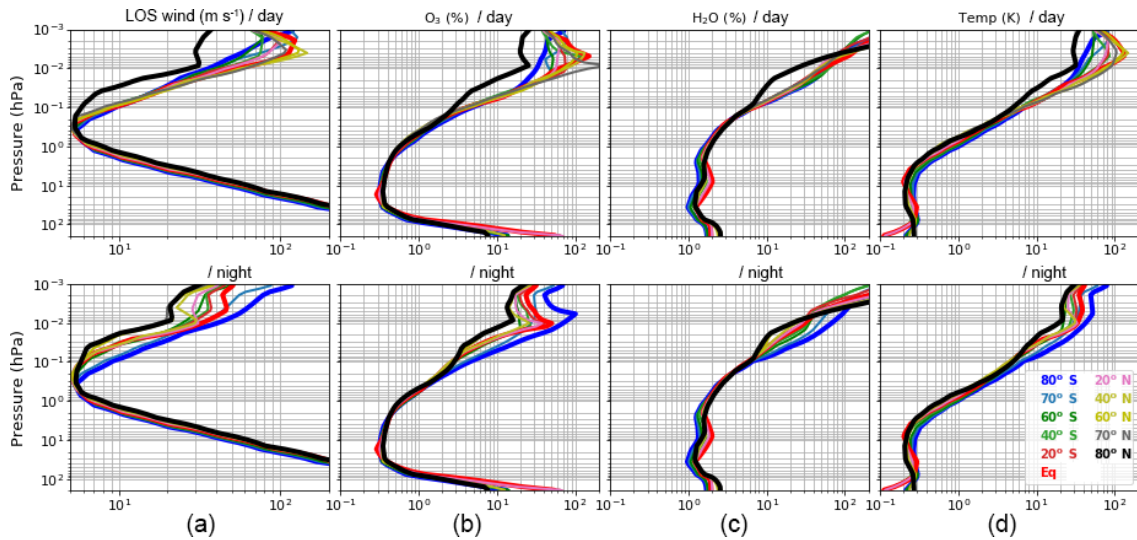 LOS wind (m s⁻¹) / day
O₃ (%) / day
H₂O (%) / day
Temp (K) / day
Pressure (hPa)
10⁻³
10⁻²
10⁻¹
10⁰
10¹
10²
10¹ 10²
10⁻¹ 10⁰ 10¹ 10²
10⁻¹ 10⁰ 10¹ 10²
10⁻¹ 10⁰ 10¹ 10²
/ night
/ night
/ night
/ night
Pressure (hPa)
10⁻³
10⁻²
10⁻¹
10⁰
10¹
10²
80° S 20° N
70° S 40° N
60° S 60° N
40° S 70° N
20° S 80° N
Eq
10¹ 10²
10⁻¹ 10⁰ 10¹ 10²
10⁻¹ 10⁰ 10¹ 10²
10⁻¹ 10⁰ 10¹ 10²
(a) (b) (c) (d)